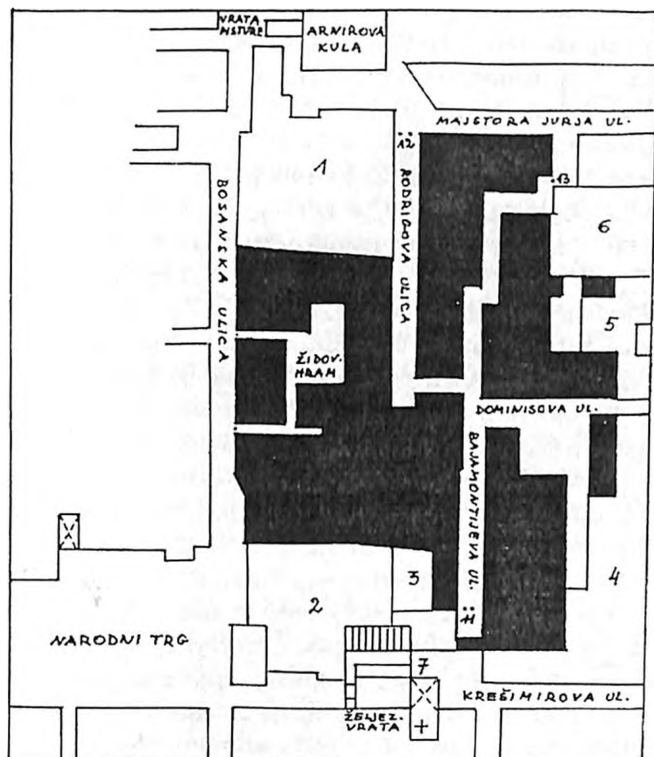 VRATA
PISTURE
ARNIROVA
KULA
MAJSTORA JURJA UL.
12
1
RODRIGOVA ULICA
13
BOSANSKA ULICA
6
5
ŽIDOV.
HRAM
DOMINISOVA UL.
BAJAMONTIJEVA UL.
4
3
2
11
NARODNI TRG
7
KREŠIMIROVA UL.
ŽELJEZ.
VRATA